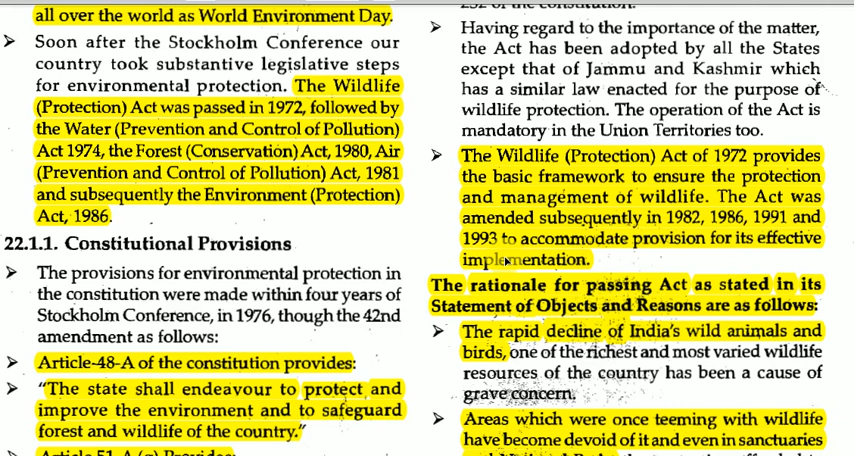 all over the world as World Environment Day.
➤ Soon after the Stockholm Conference our
country took substantive legislative steps
for environmental protection. The Wildlife
(Protection) Act was passed in 1972, followed by
the Water (Prevention and Control of Pollution)
Act 1974, the Forest (Conservation) Act, 1980, Air
(Prevention and Control of Pollution) Act, 1981
and subsequently the Environment (Protection)
Act, 1986.
22.1.1. Constitutional Provisions
➤ The provisions for environmental protection in
the constitution were made within four years of
Stockholm Conference, in 1976, though the 42nd
amendment as follows:
➤ Article-48-A of the constitution provides:
➤ "The state shall endeavour to protect and
improve the environment and to safeguard
forest and wildlife of the country."
Article 51-A (g) Provides:
252 of the constitution.
➤ Having regard to the importance of the matter,
the Act has been adopted by all the States
except that of Jammu and Kashmir which
has a similar law enacted for the purpose of
wildlife protection. The operation of the Act is
mandatory in the Union Territories too.
➤ The Wildlife (Protection) Act of 1972 provides
the basic framework to ensure the protection
and management of wildlife. The Act was
amended subsequently in 1982, 1986, 1991 and
1993 to accommodate provision for its effective
implementation.
The rationale for passing Act as stated in its
Statement of Objects and Reasons are as follows:
➤ The rapid decline of India's wild animals and
birds, one of the richest and most varied wildlife
resources of the country has been a cause of
grave concern.
➤ Areas which were once teeming with wildlife
have become devoid of it and even in sanctuaries